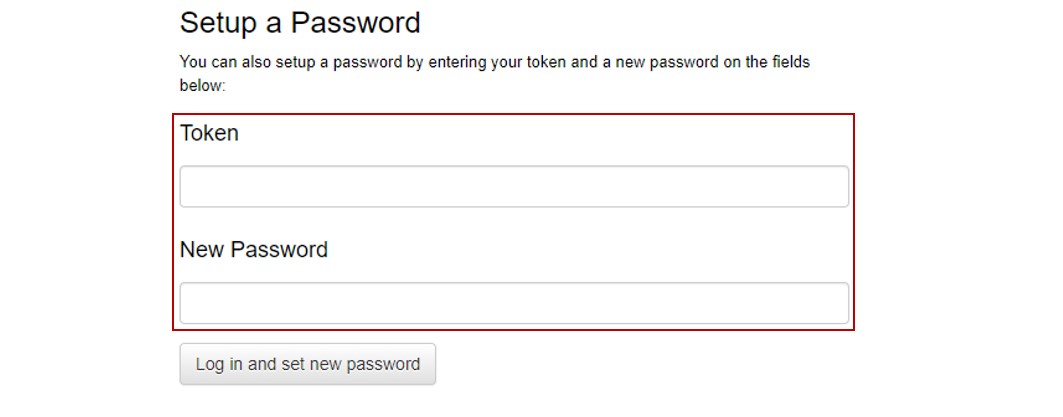 Setup a Password
You can also setup a password by entering your token and a new password on the fields
below:
Token
New Password
Log in and set new password